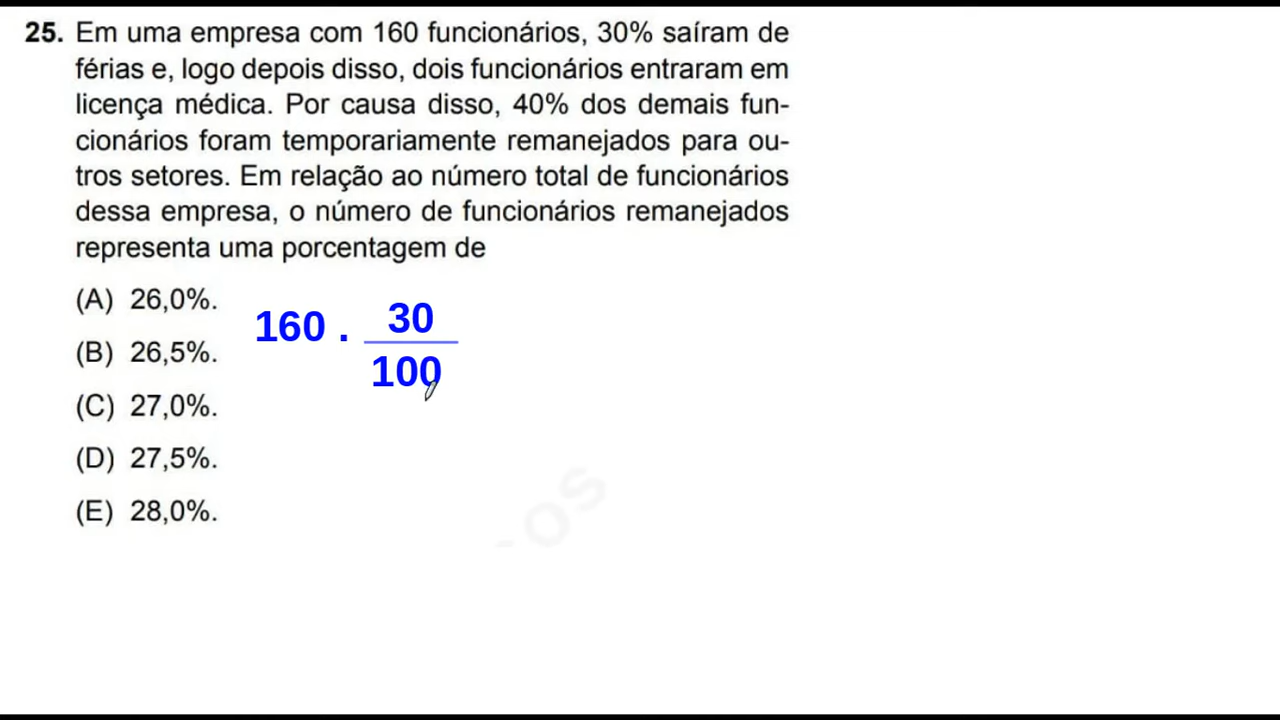 25. Em uma empresa com 160 funcionários, 30% saíram de
férias e, logo depois disso, dois funcionários entraram em
licença médica. Por causa disso, 40% dos demais fun-
cionários foram temporariamente remanejados para ou-
tros setores. Em relação ao número total de funcionários
dessa empresa, o número de funcionários remanejados
representa uma porcentagem de
(A) 26,0%.
(B) 26,5%.
(C) 27,0%.
(D) 27,5%.
(E) 28,0%.
160 .
30
100